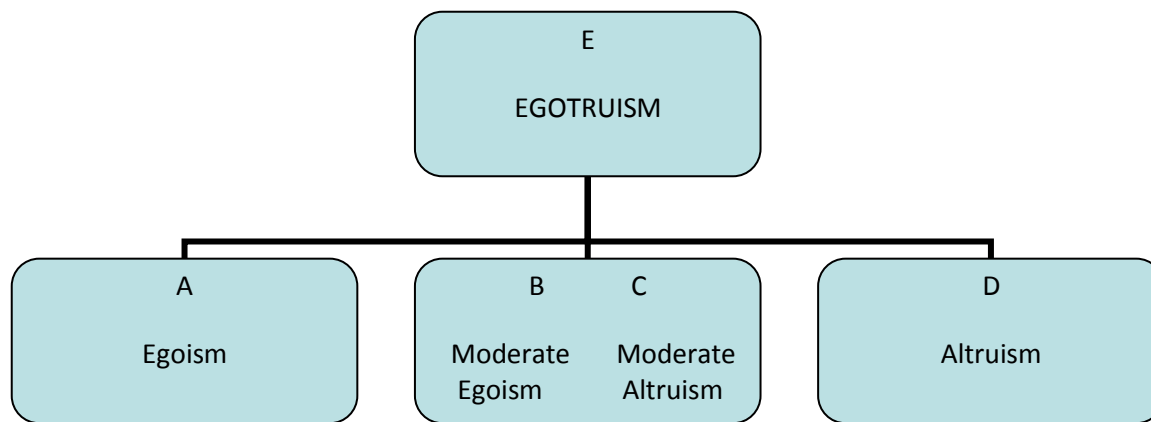 E
EGOTRUISM
A
Egoism
B C
Moderate Moderate
Egoism Altruism
D
Altruism